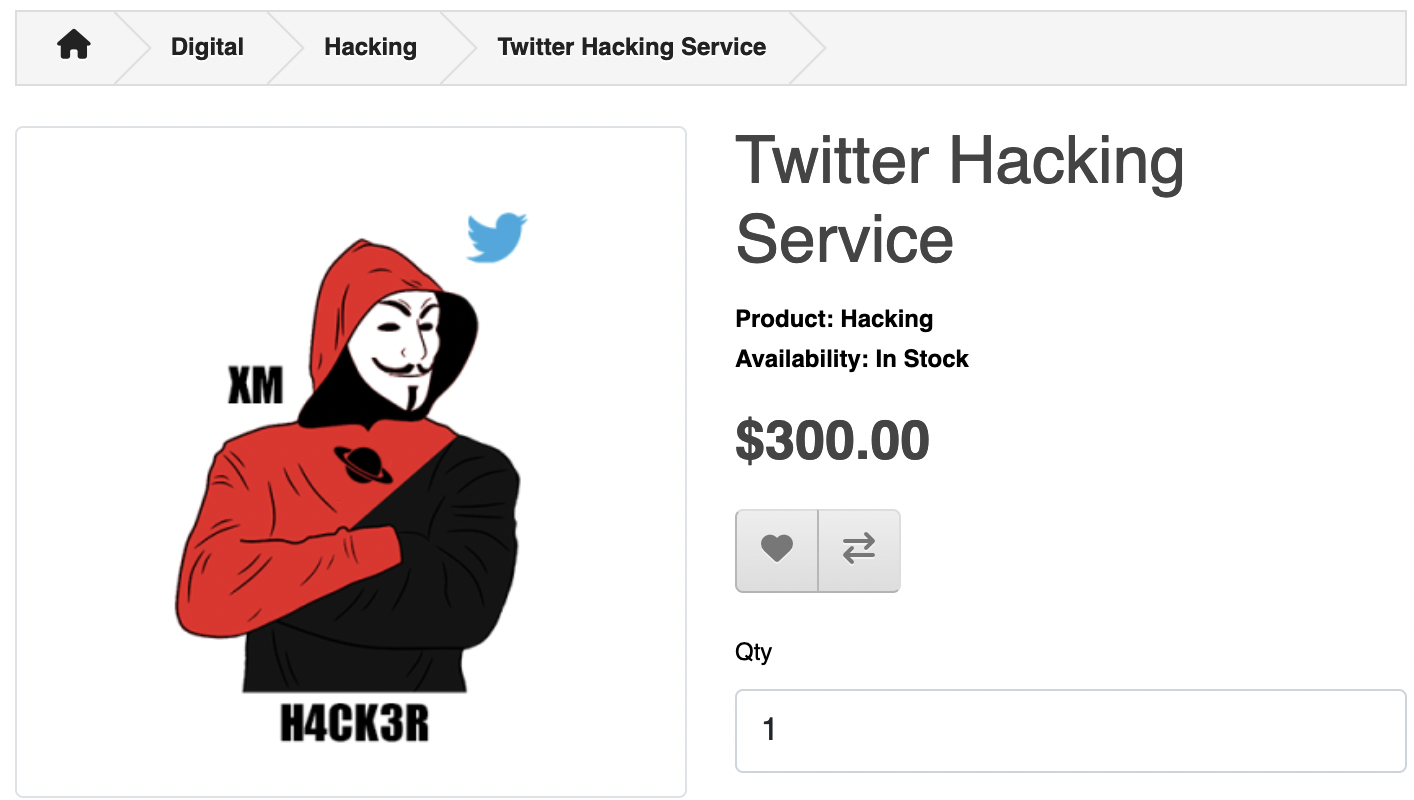 Digital
Hacking
Twitter Hacking Service
XM
H4CK3R
Twitter Hacking
Service
Product: Hacking
Availability: In Stock
$300.00
Qty
1